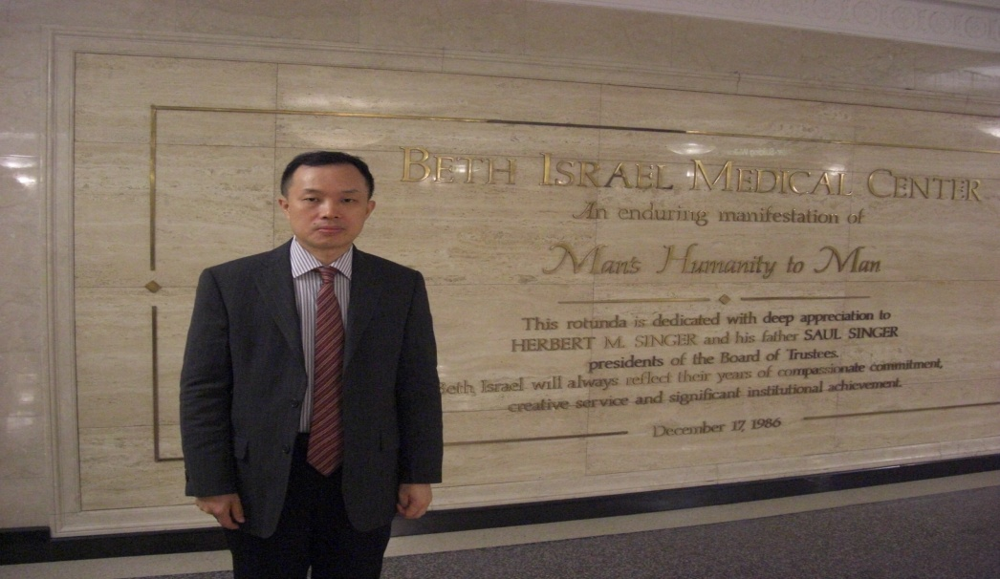 BETH ISRAEL MEDICAL CENTER
An enduring manifestation of
Man's Humanity to Man
This rotunda is dedicated with deep appreciation to
HERBERT M. SINGER and his father SAUL SINGER
presidents of the Board of Trustees.
Beth Israel will always reflect their years of compassionate commitment,
creative service and significant institutional achievement.
December 17, 1986